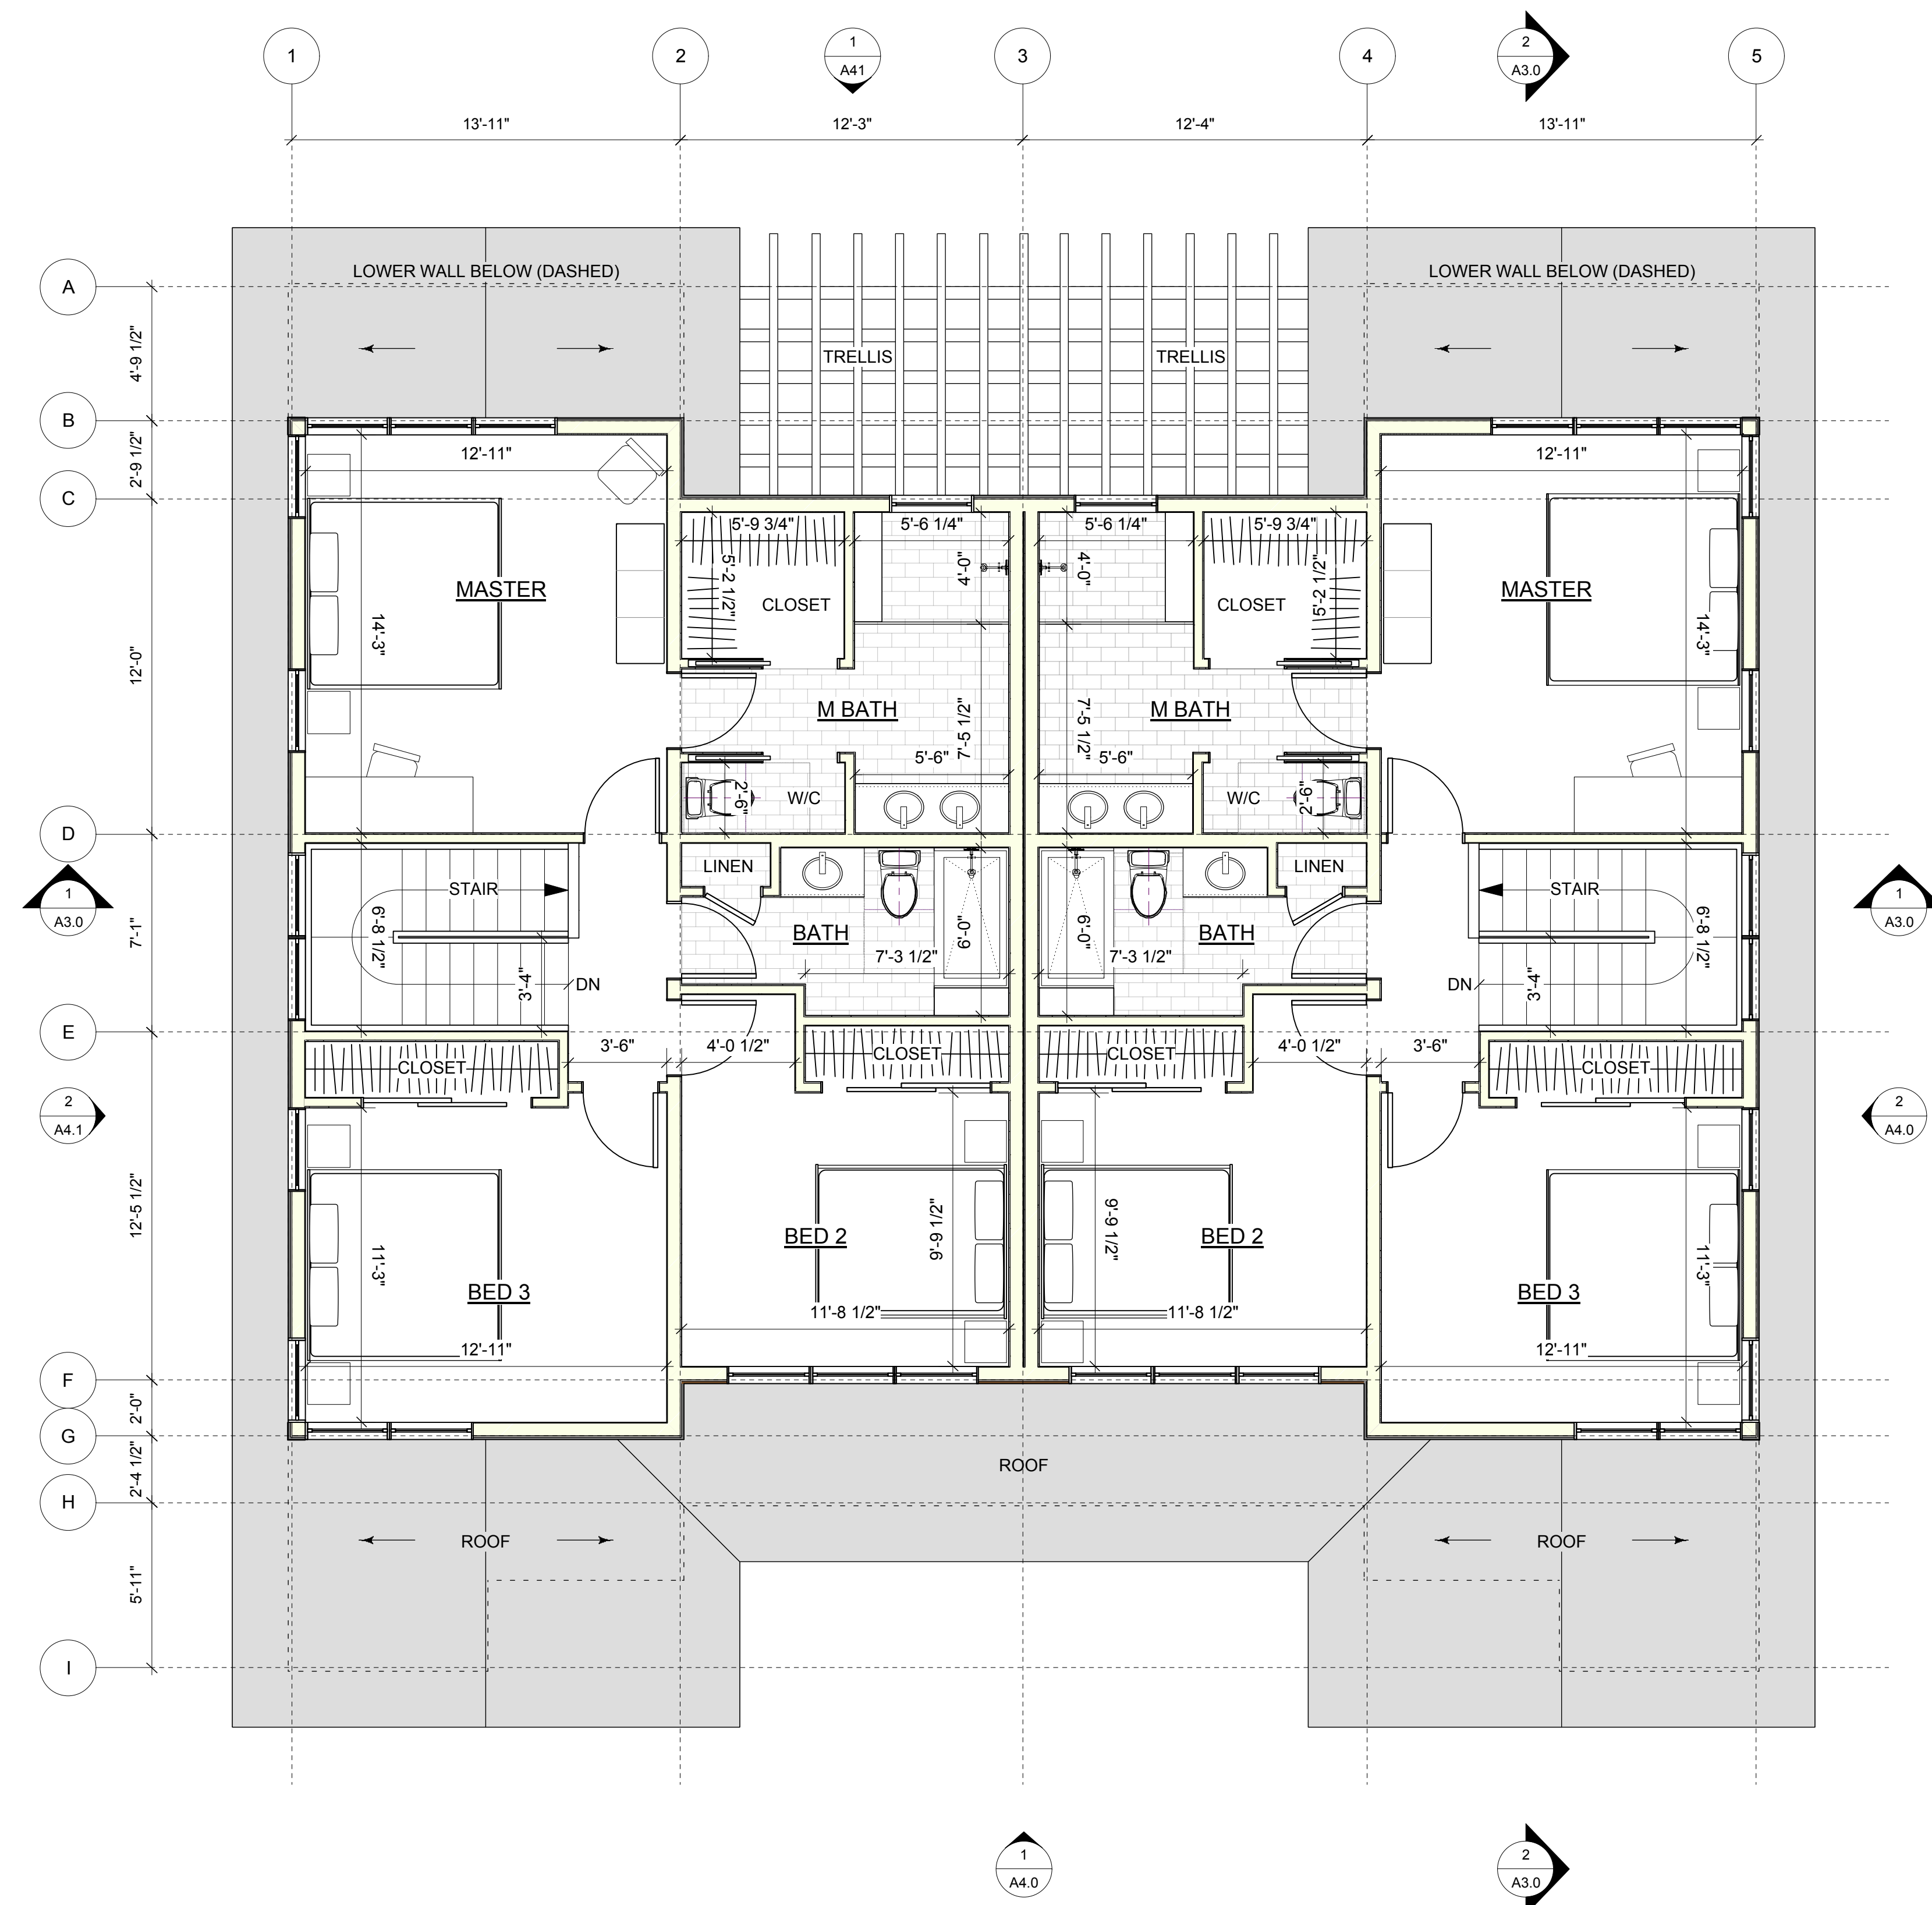 1 2 1 3 4 2 5
A41 A3.0
13'-11" 12'-3" 12'-4" 13'-11"
A
LOWER WALL BELOW (DASHED) LOWER WALL BELOW (DASHED)
4'-9 1/2"
TRELLIS TRELLIS
B
2'-9 1/2"
12'-11" 12'-11"
C
5'-9 3/4" 5'-6 1/4" 5'-6 1/4" 5'-9 3/4"
5'-2 1/2" 4'-0" 4'-0" 5'-2 1/2"
MASTER CLOSET CLOSET MASTER
14'-3" 14'-3"
12'-0"
M BATH M BATH
7'-5 1/2" 7'-5 1/2"
5'-6" 5'-6"
2'-6" W/C W/C 2'-6"
D
LINEN LINEN
1 STAIR STAIR 1
A3.0 A3.0
6'-8 1/2" BATH 6'-0" 6'-0" BATH 6'-8 1/2"
7'-1"
7'-3 1/2" 7'-3 1/2"
3'-4" DN DN 3'-4"
E
3'-6" 4'-0 1/2" CLOSET CLOSET 4'-0 1/2" 3'-6"
CLOSET CLOSET
2 2
A4.1 A4.0
12'-5 1/2"
BED 2 9'-9 1/2" 9'-9 1/2" BED 2
11'-3" 11'-3"
BED 3 BED 3
11'-8 1/2" 11'-8 1/2"
12'-11" 12'-11"
F
2'-0"
G
ROOF
2'-4 1/2"
H
ROOF ROOF
5'-11"
I
1 2
A4.0 A3.0